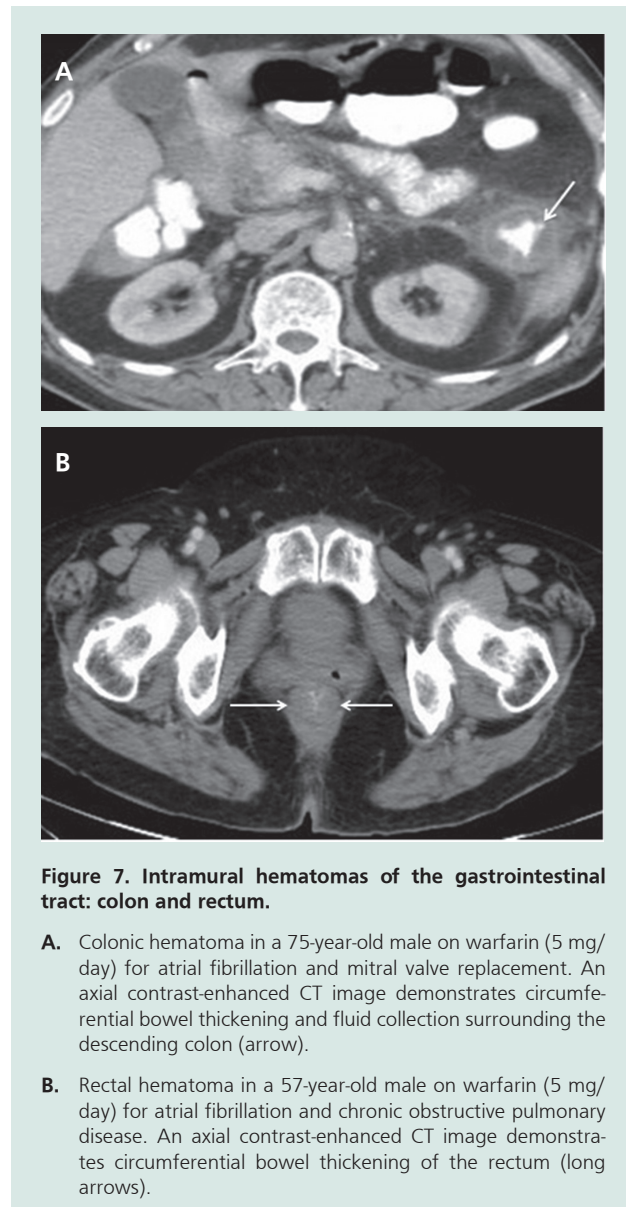 A
B
Figure 7. Intramural hematomas of the gastrointestinal
tract: colon and rectum.
A. Colonic hematoma in a 75-year-old male on warfarin (5 mg/
day) for atrial fibrillation and mitral valve replacement. An
axial contrast-enhanced CT image demonstrates circumfe-
rential bowel thickening and fluid collection surrounding the
descending colon (arrow).
B. Rectal hematoma in a 57-year-old male on warfarin (5 mg/
day) for atrial fibrillation and chronic obstructive pulmonary
disease. An axial contrast-enhanced CT image demonstra-
tes circumferential bowel thickening of the rectum (long
arrows).